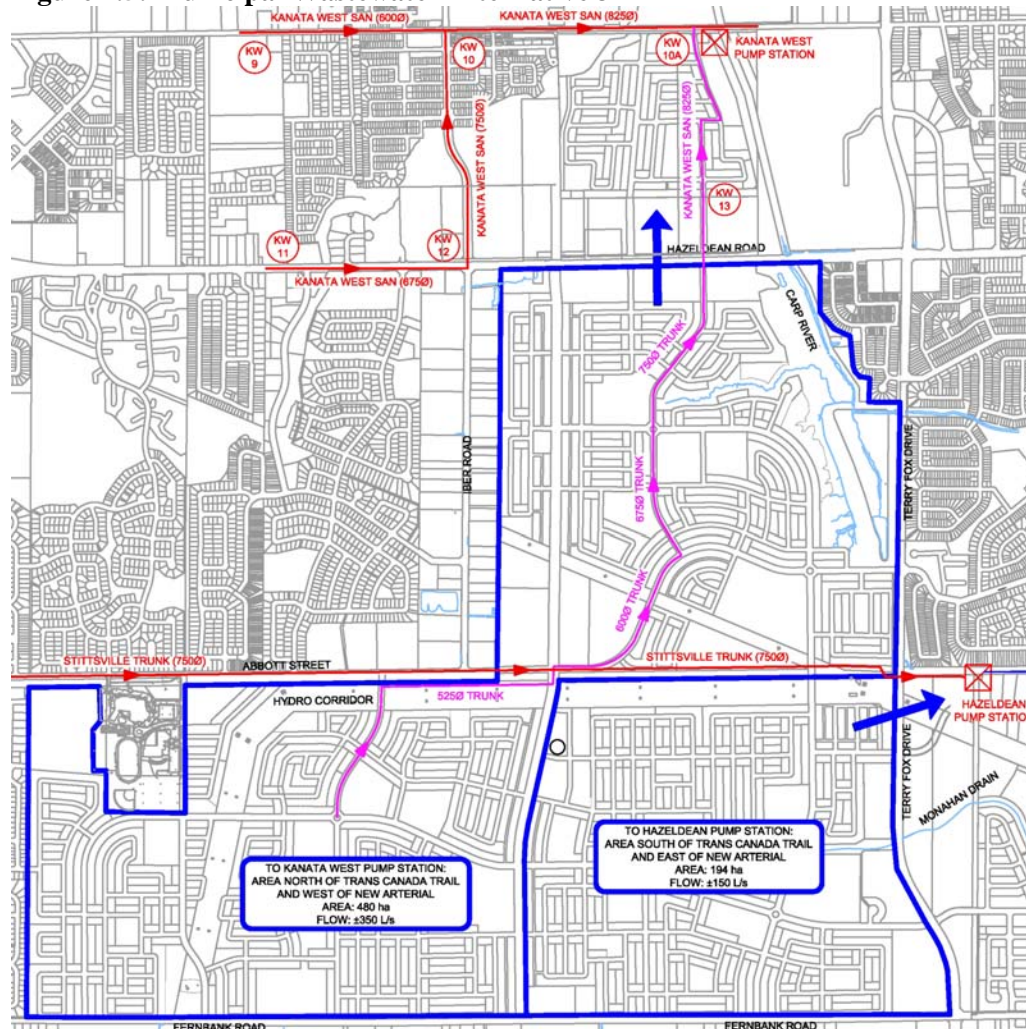 KANATA WEST SAN (600Ø)
KANATA WEST SAN (825Ø)
KW
9
KW
10
KW
10A
KANATA WEST
PUMP STATION
KANATA WEST SAN (750Ø)
KANATA WEST SAN (825Ø)
KW
13
KW
11
KW
12
HAZELDEAN ROAD
KANATA WEST SAN (675Ø)
CARP RIVER
750Ø TRUNK
IBER ROAD
TERRY FOX DRIVE
675Ø TRUNK
600Ø TRUNK
STITTSVILLE TRUNK (750Ø)
ABBOTT STREET
STITTSVILLE TRUNK (750Ø)
HYDRO CORRIDOR
525Ø TRUNK
HAZELDEAN
PUMP STATION
TERRY FOX DRIVE
MONAHAN DRAIN
TO KANATA WEST PUMP STATION:
AREA NORTH OF TRANS CANADA TRAIL
AND WEST OF NEW ARTERIAL
AREA: 480 ha
FLOW: ±350 L/s
TO HAZELDEAN PUMP STATION:
AREA SOUTH OF TRANS CANADA TRAIL
AND EAST OF NEW ARTERIAL
AREA: 194 ha
FLOW: ±150 L/s
FERNBANK ROAD
FERNBANK ROAD